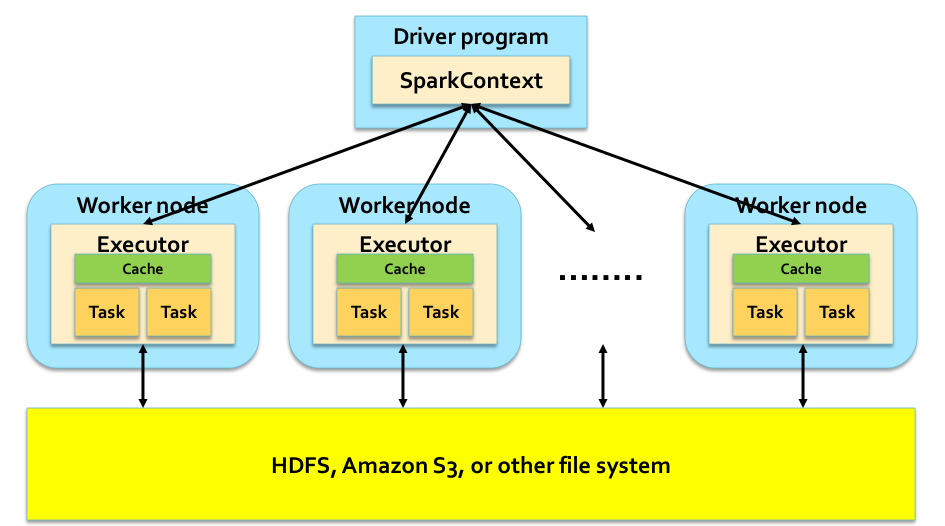 Driver program
SparkContext
Worker node
Worker node
Worker node
Executor
Executor
Executor
Cache
Cache
Cache
Task
Task
Task
Task
Task
Task
........
HDFS, Amazon S3, or other file system